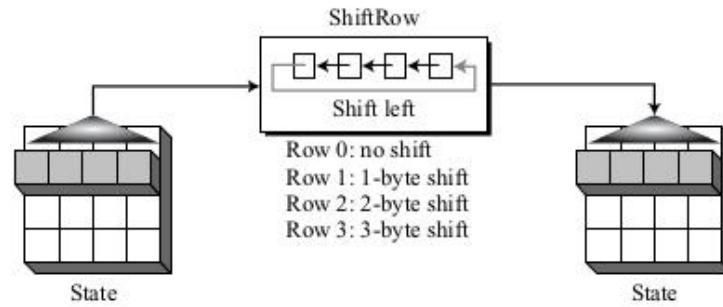 ShiftRow
Shift left
Row 0: no shift
Row 1: 1-byte shift
Row 2: 2-byte shift
Row 3: 3-byte shift
State
State